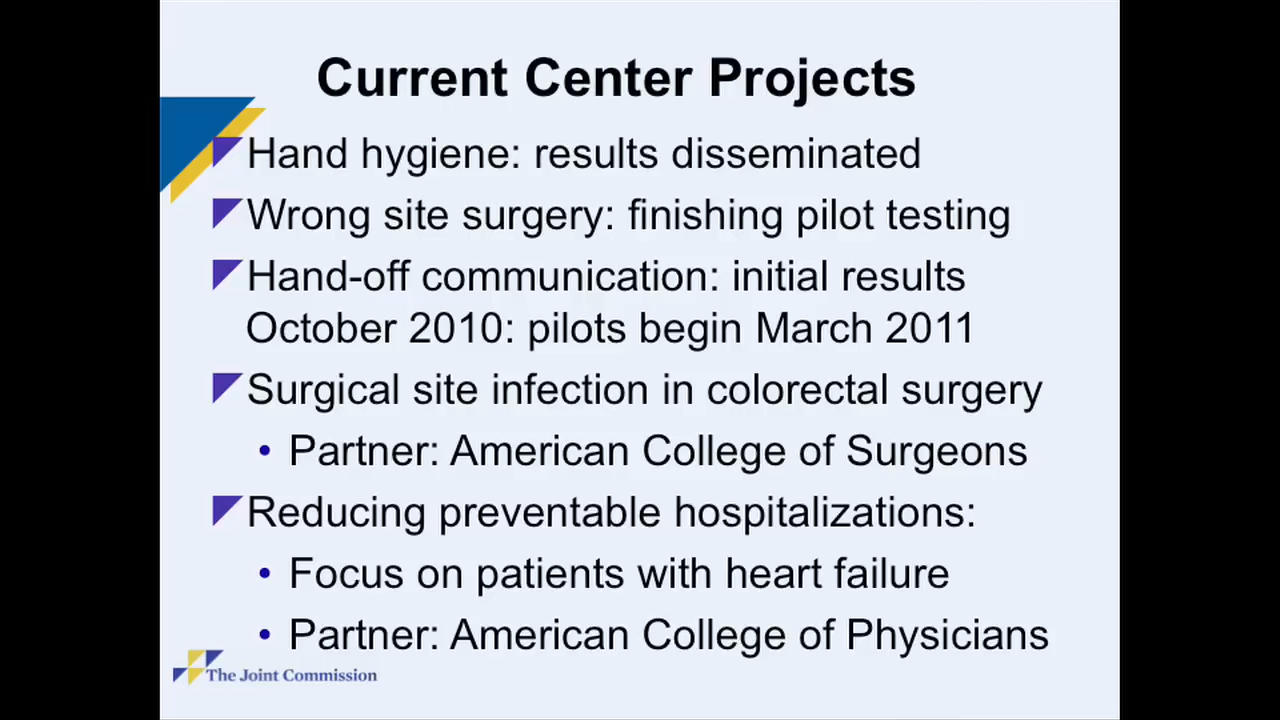 Current Center Projects
Hand hygiene: results disseminated
Wrong site surgery: finishing pilot testing
Hand-off communication: initial results
October 2010: pilots begin March 2011
Surgical site infection in colorectal surgery
• Partner: American College of Surgeons
Reducing preventable hospitalizations:
• Focus on patients with heart failure
• Partner: American College of Physicians
The Joint Commission